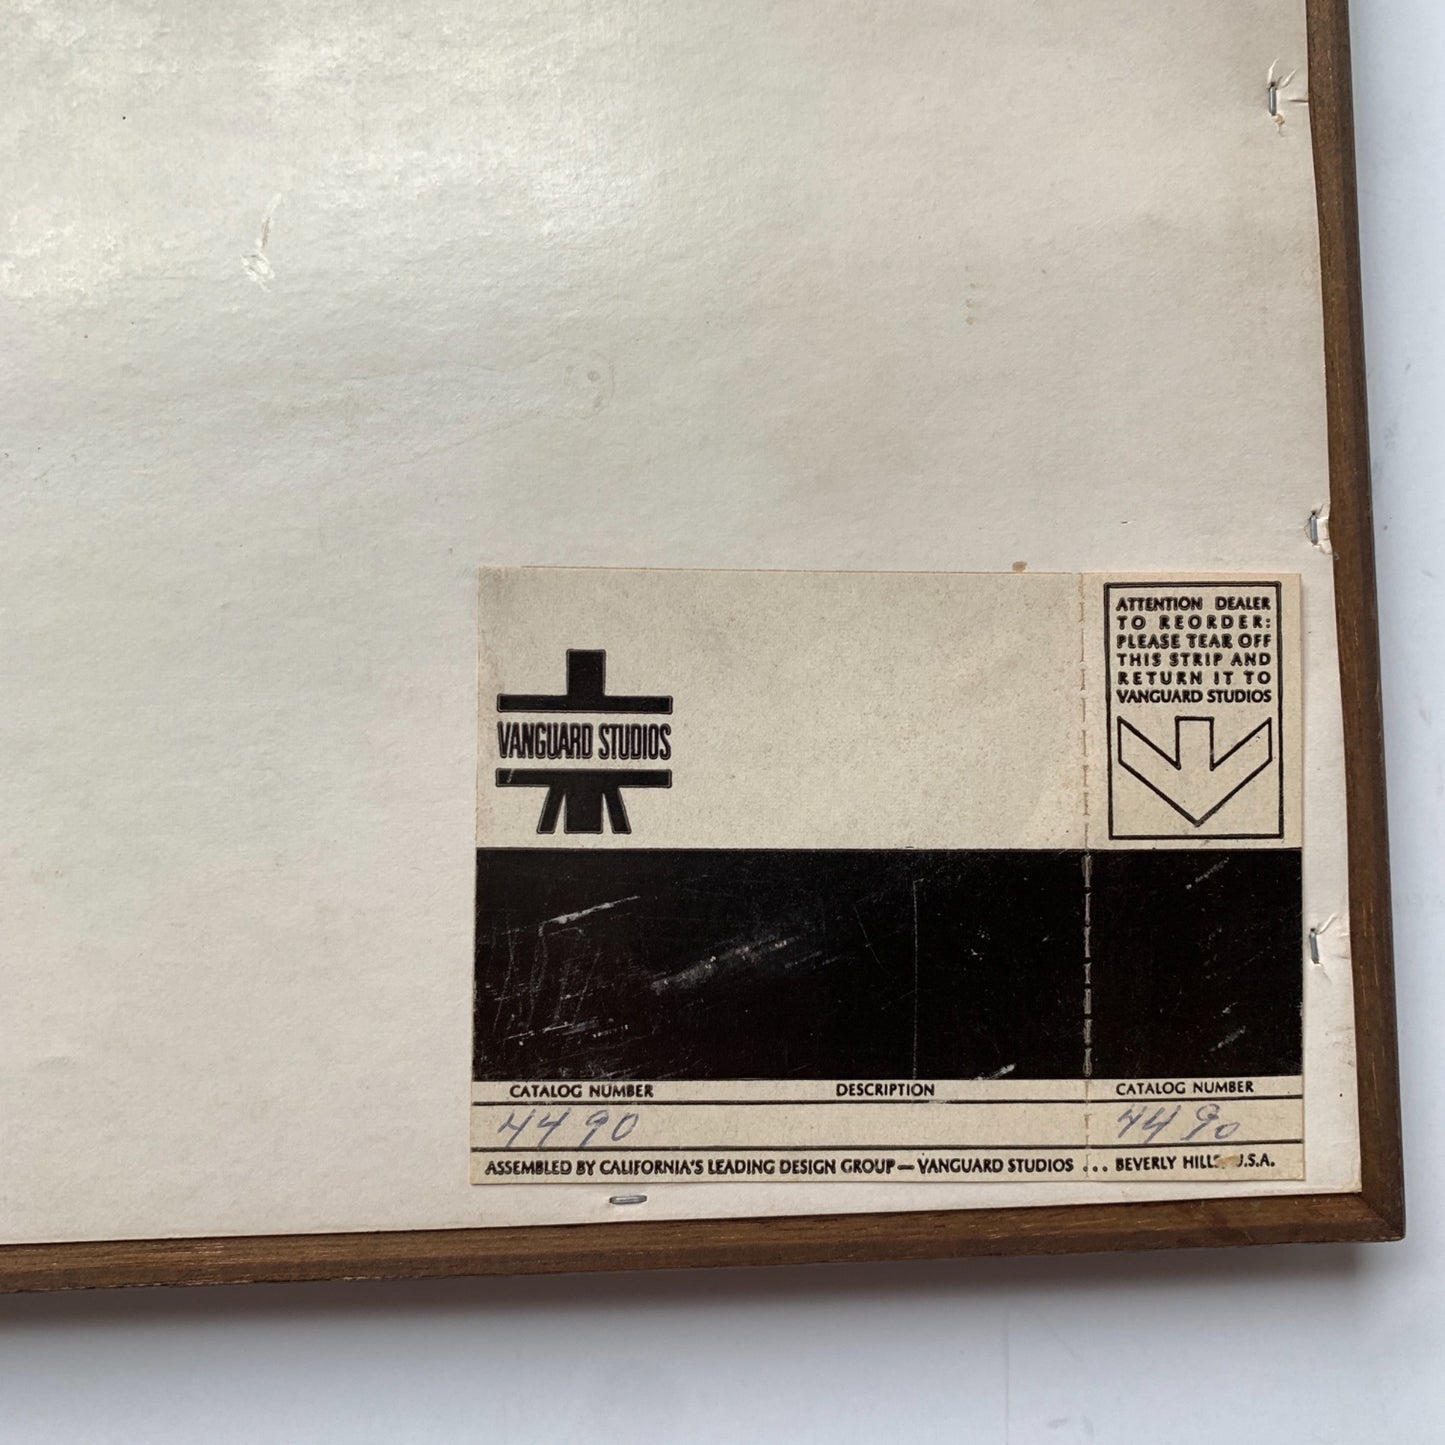 VANGUARD STUDIOS
ATTENTION DEALER
TO REORDER:
PLEASE TEAR OFF
THIS STRIP AND
RETURN IT TO
VANGUARD STUDIOS
CATALOG NUMBER DESCRIPTION CATALOG NUMBER
4490 4490
ASSEMBLED BY CALIFORNIA'S LEADING DESIGN GROUP — VANGUARD STUDIOS ... BEVERLY HILLS, U.S.A.